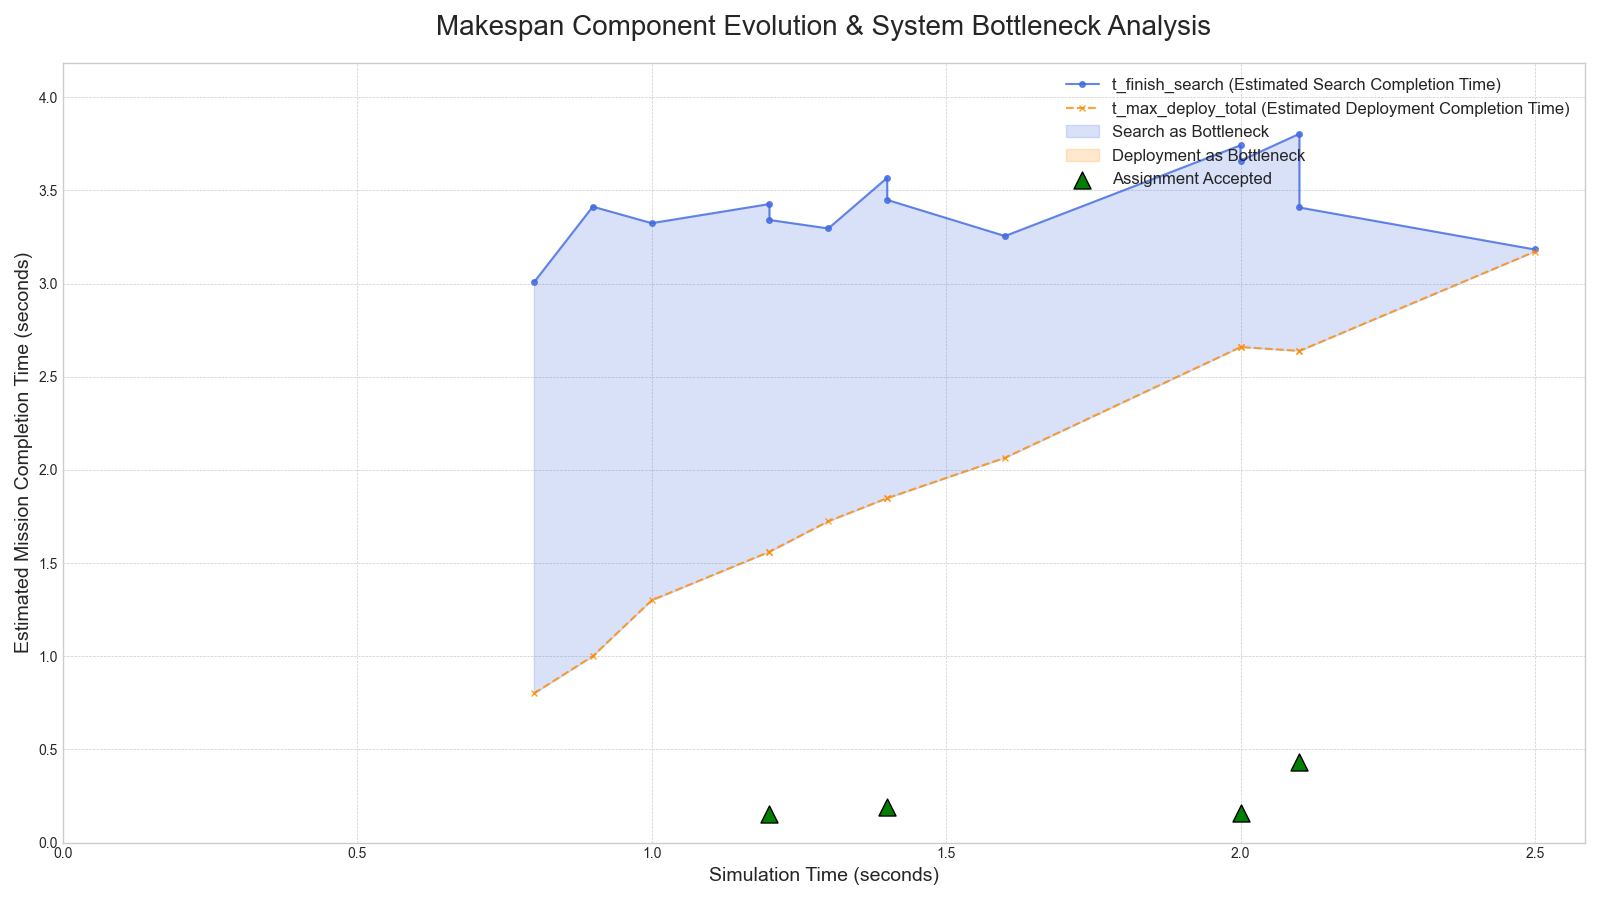 Makespan Component Evolution & System Bottleneck Analysis
t_finish_search (Estimated Search Completion Time)
t_max_deploy_total (Estimated Deployment Completion Time)
Search as Bottleneck
Deployment as Bottleneck
Assignment Accepted
Estimated Mission Completion Time (seconds)
4.0
3.5
3.0
2.5
2.0
1.5
1.0
0.5
0.0
0.0 0.5 1.0 1.5 2.0 2.5
Simulation Time (seconds)